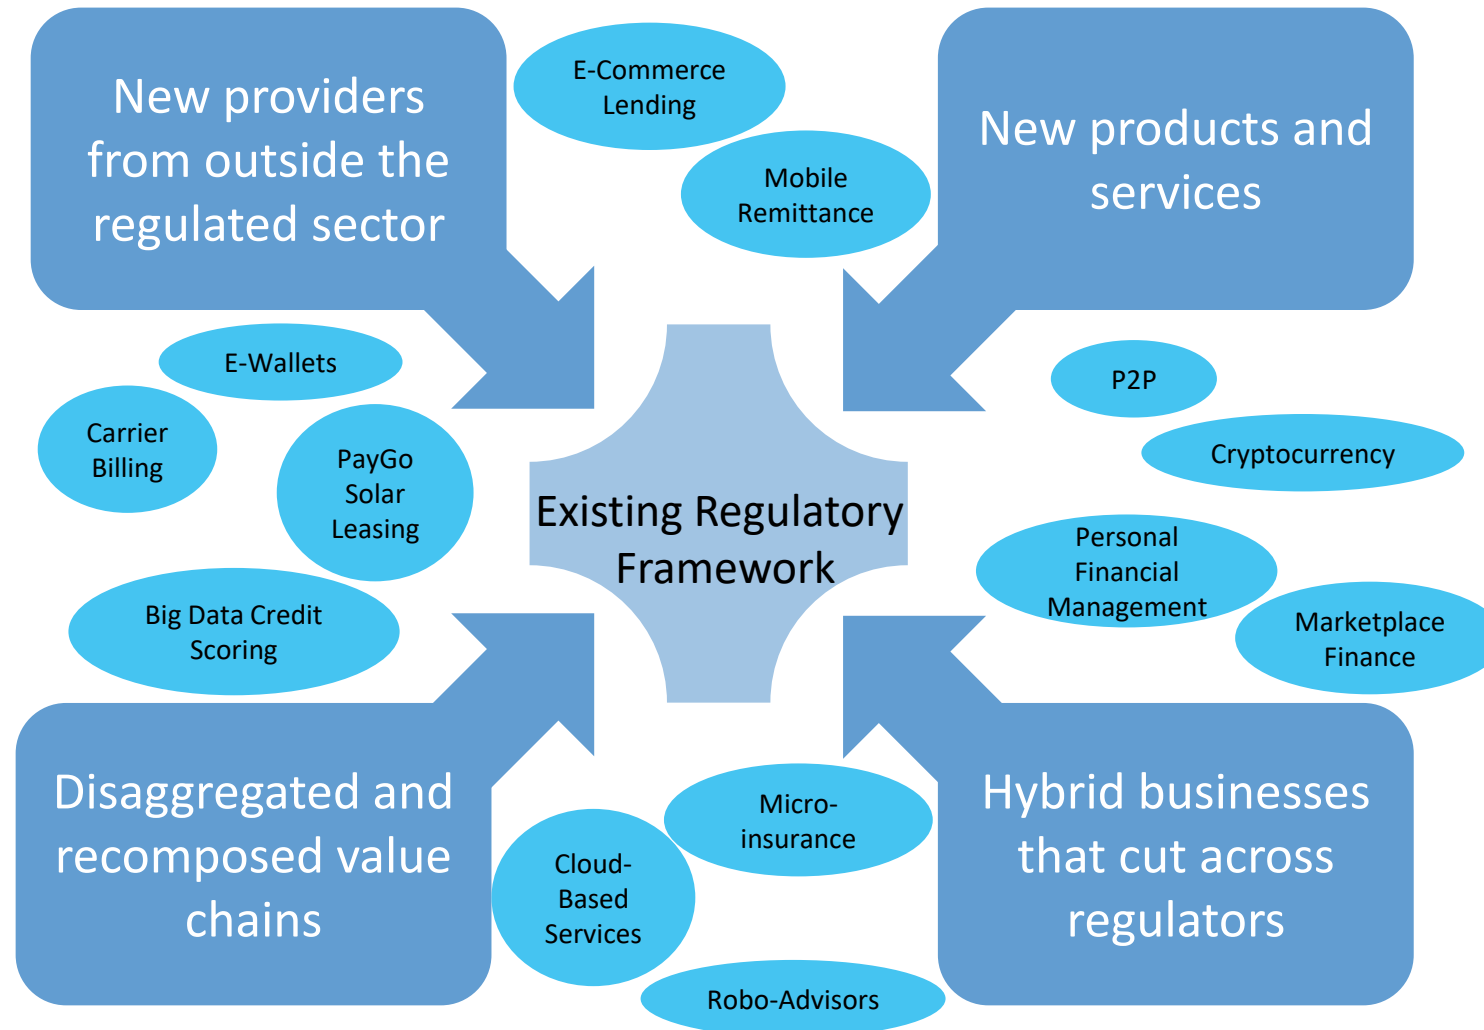 New providers
from outside the
regulated sector
E-Commerce
Lending
Mobile
Remittance
New products and
services
E-Wallets
Carrier
Billing
PayGo
Solar
Leasing
Big Data Credit
Scoring
Existing Regulatory
Framework
P2P
Cryptocurrency
Personal
Financial
Management
Marketplace
Finance
Disaggregated and
recomposed value
chains
Micro-
insurance
Cloud-
Based
Services
Robo-Advisors
Hybrid businesses
that cut across
regulators